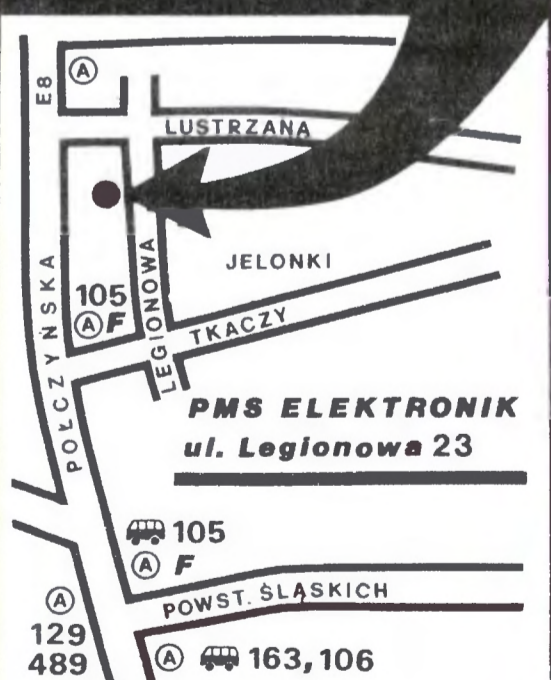 E8
A
LUSTRZANA
JELONKI
POŁCZYŃSKA
105
A F
LEGIONOWA
TKACZY
PMS ELEKTRONIK
ul. Legionowa 23
105
A F
POWST. ŚLĄSKICH
A
129
489
A 163, 106